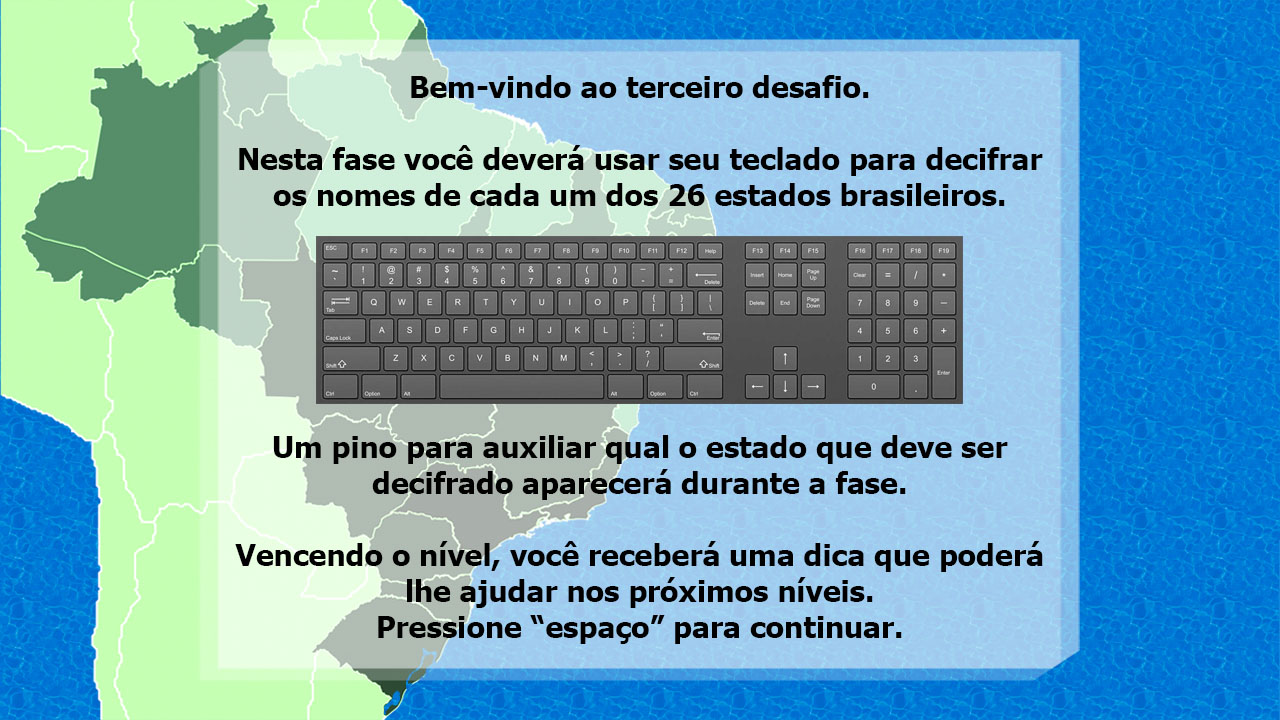 Bem-vindo ao terceiro desafio.
Nesta fase você deverá usar seu teclado para decifrar
os nomes de cada um dos 26 estados brasileiros.
ESC F1 F2 F3 F4 F5 F6 F7 F8 F9 F10 F11 F12 Help F13 F14 F15 F16 F17 F18 F19
~ ! @ # $ % ^ & * ( ) - +
` 1 2 3 4 5 6 7 8 9 0 - = Delete Insert Home Page Up Clear = / *
Tab Q W E R T Y U I O P { [ } ] | \ Delete End Page Down 7 8 9 –
Caps Lock A S D F G H J K L : ; " ' Enter 4 5 6 +
Shift Z X C V B N M < , > . ? / Shift ↑ 1 2 3 Enter
Ctrl Option Alt Alt Option Ctrl ← ↓ → 0 .
Um pino para auxiliar qual o estado que deve ser
decifrado aparecerá durante a fase.
Vencendo o nível, você receberá uma dica que poderá
lhe ajudar nos próximos níveis.
Pressione “espaço” para continuar.